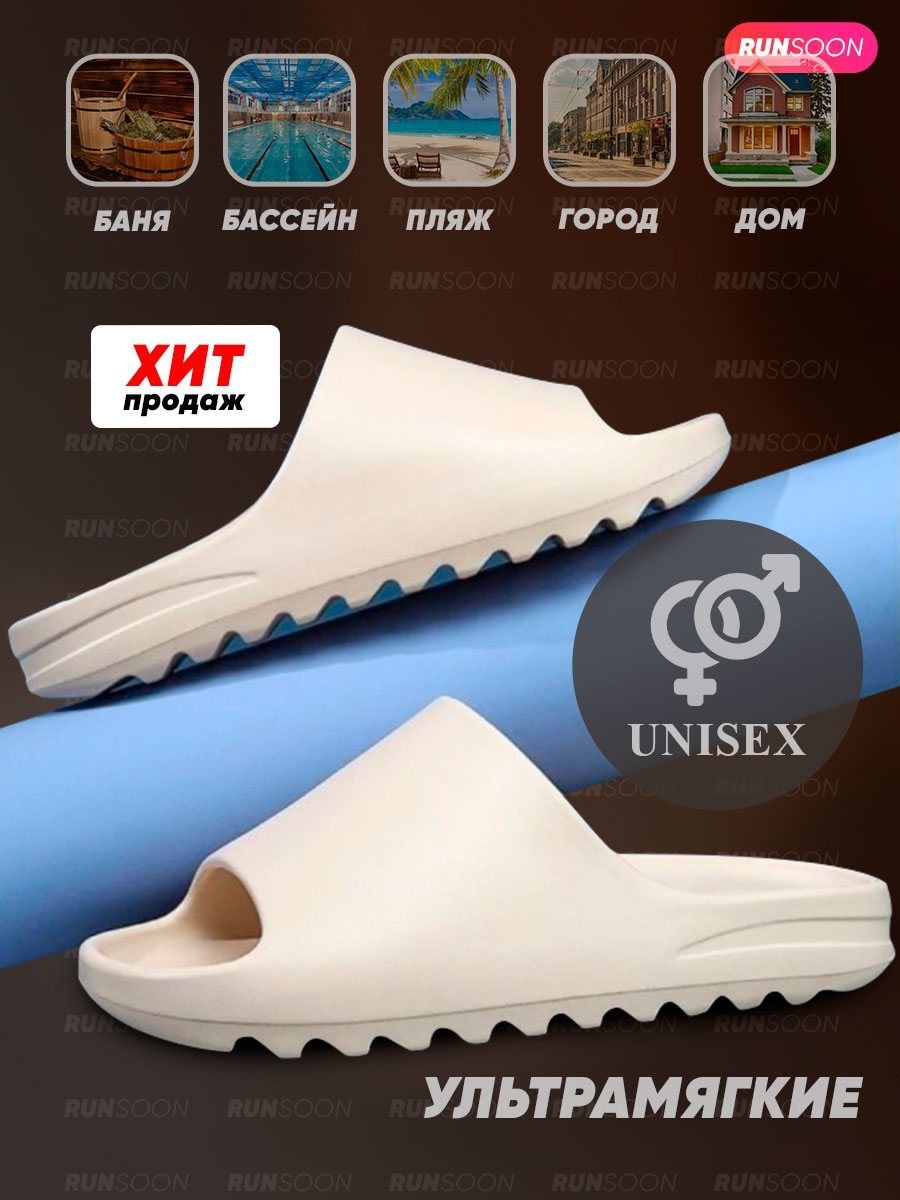 RUNSOON
БАНЯ БАССЕЙН ПЛЯЖ ГОРОД ДОМ
ХИТ
продаж
UNISEX
УЛЬТРАМЯГКИЕ